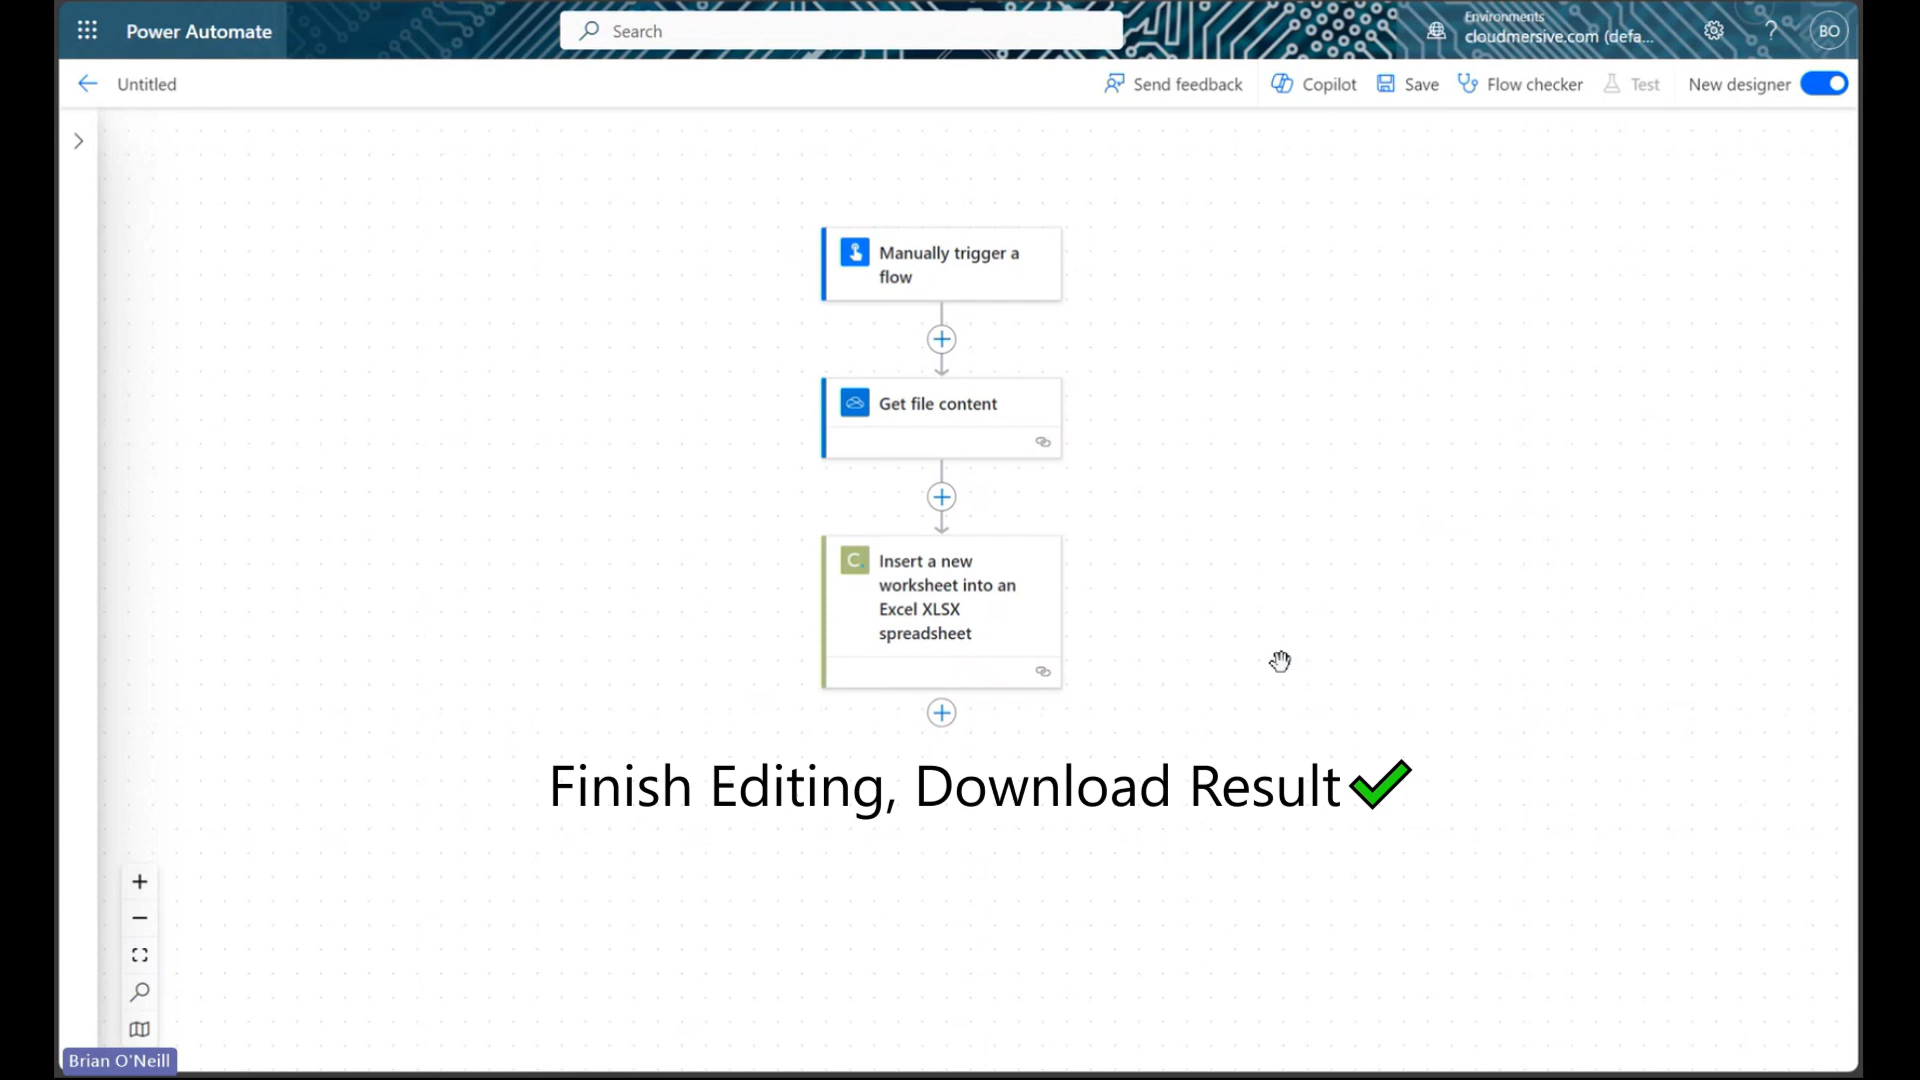 Power Automate
Search
Environments
cloudmersive.com (defa...
?
BO
Untitled
Send feedback
Copilot
Save
Flow checker
Test
New designer
Manually trigger a
flow
Get file content
C.
Insert a new
worksheet into an
Excel XLSX
spreadsheet
Finish Editing, Download Result
Brian O'Neill